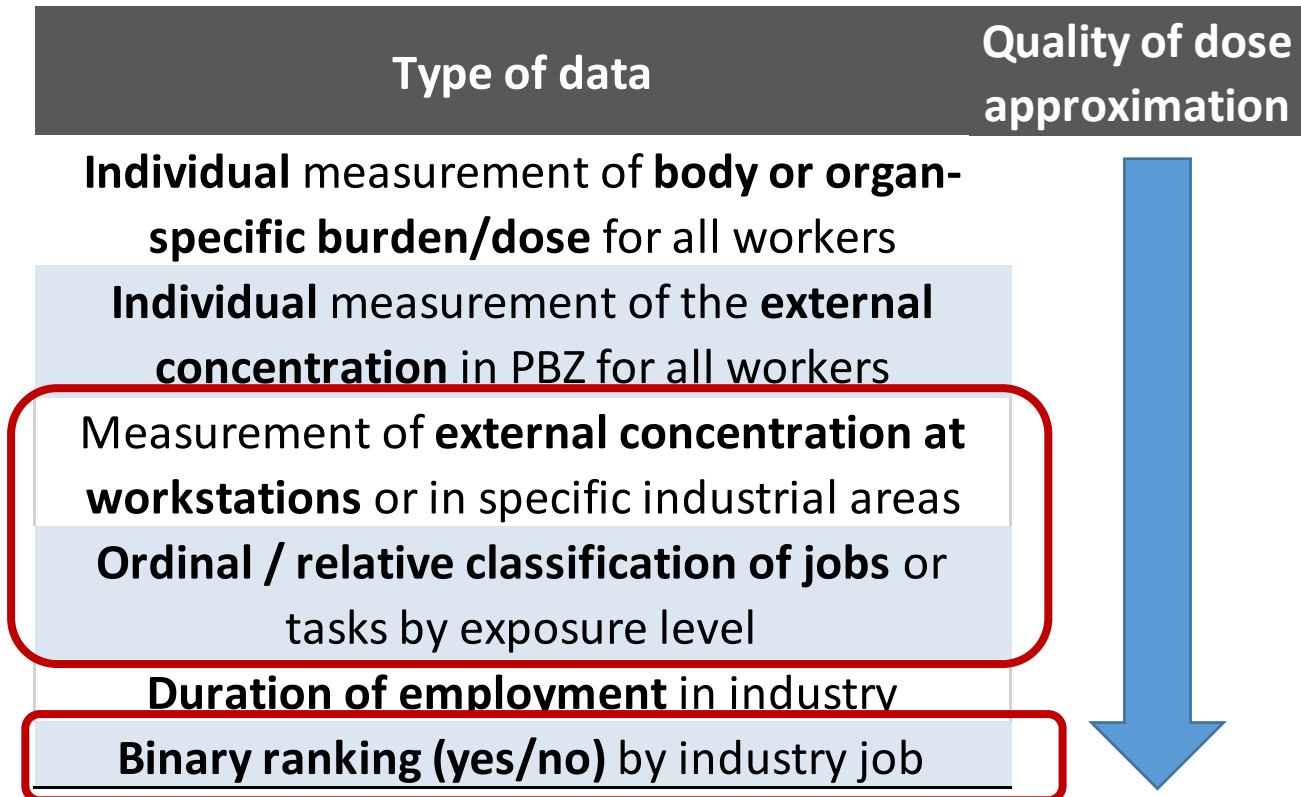 Type of data
Quality of dose
approximation
Individual measurement of body or organ-
specific burden/dose for all workers
Individual measurement of the external
concentration in PBZ for all workers
Measurement of external concentration at
workstations or in specific industrial areas
Ordinal / relative classification of jobs or
tasks by exposure level
Duration of employment in industry
Binary ranking (yes/no) by industry job